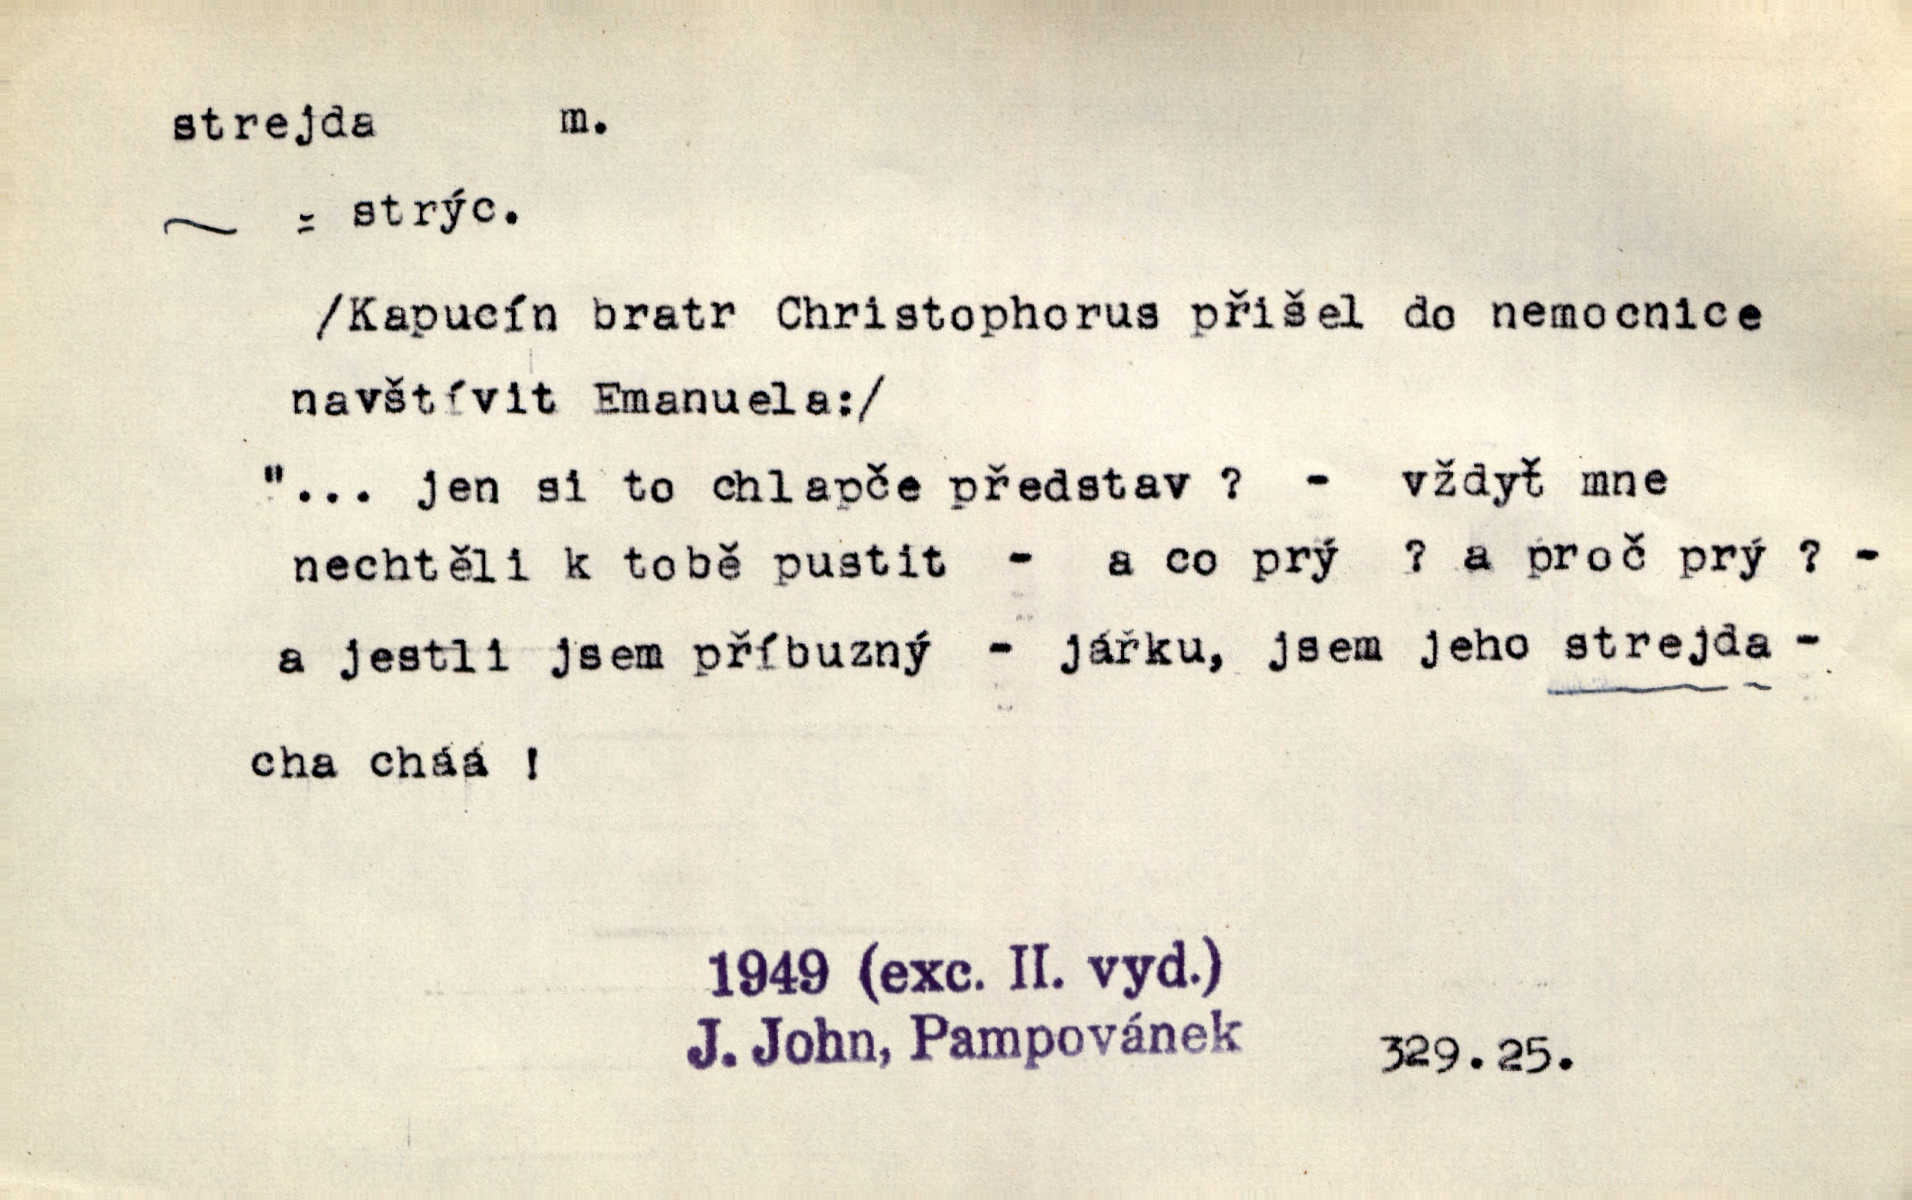 strejda m.
= strýc.
/Kapucín bratr Christophorus přišel do nemocnice
navštívit Emanuela:/
"... jen si to chlapče představ ? - vždyť mne
nechtěli k tobě pustit - a co prý ? a proč prý ? -
a jestli jsem příbuzný - jářku, jsem jeho strejda -
cha cháá !
1949 (exc. II. vyd.)
J. John, Pampovánek 329.25.